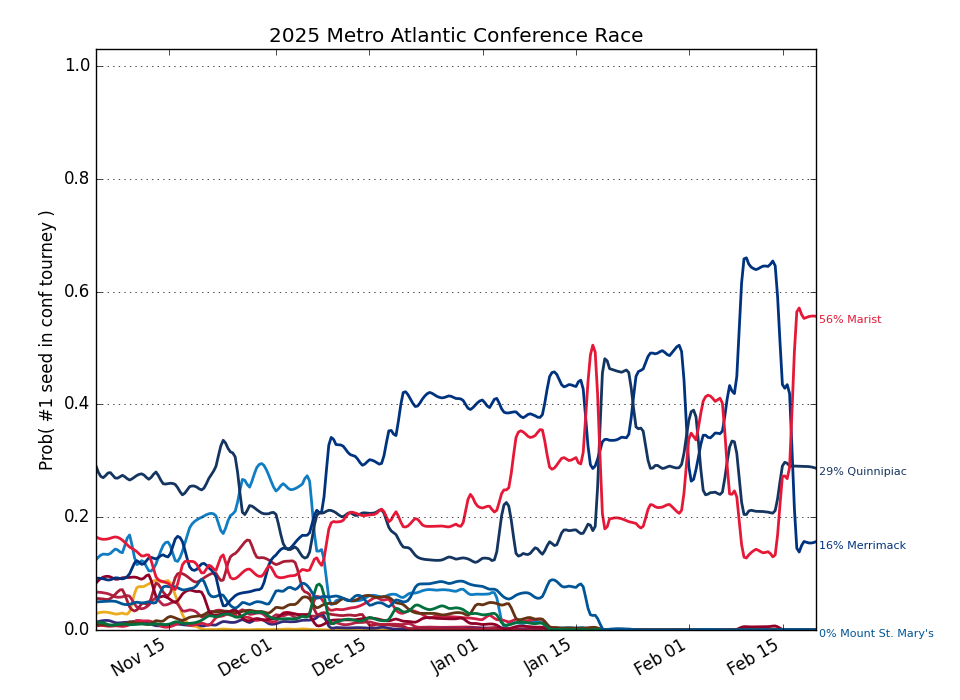 2025 Metro Atlantic Conference Race
Prob( #1 seed in conf tourney )
1.0
0.8
0.6
0.4
0.2
0.0
56% Marist
29% Quinnipiac
16% Merrimack
0% Mount St. Mary's
Nov 15
Dec 01
Dec 15
Jan 01
Jan 15
Feb 01
Feb 15